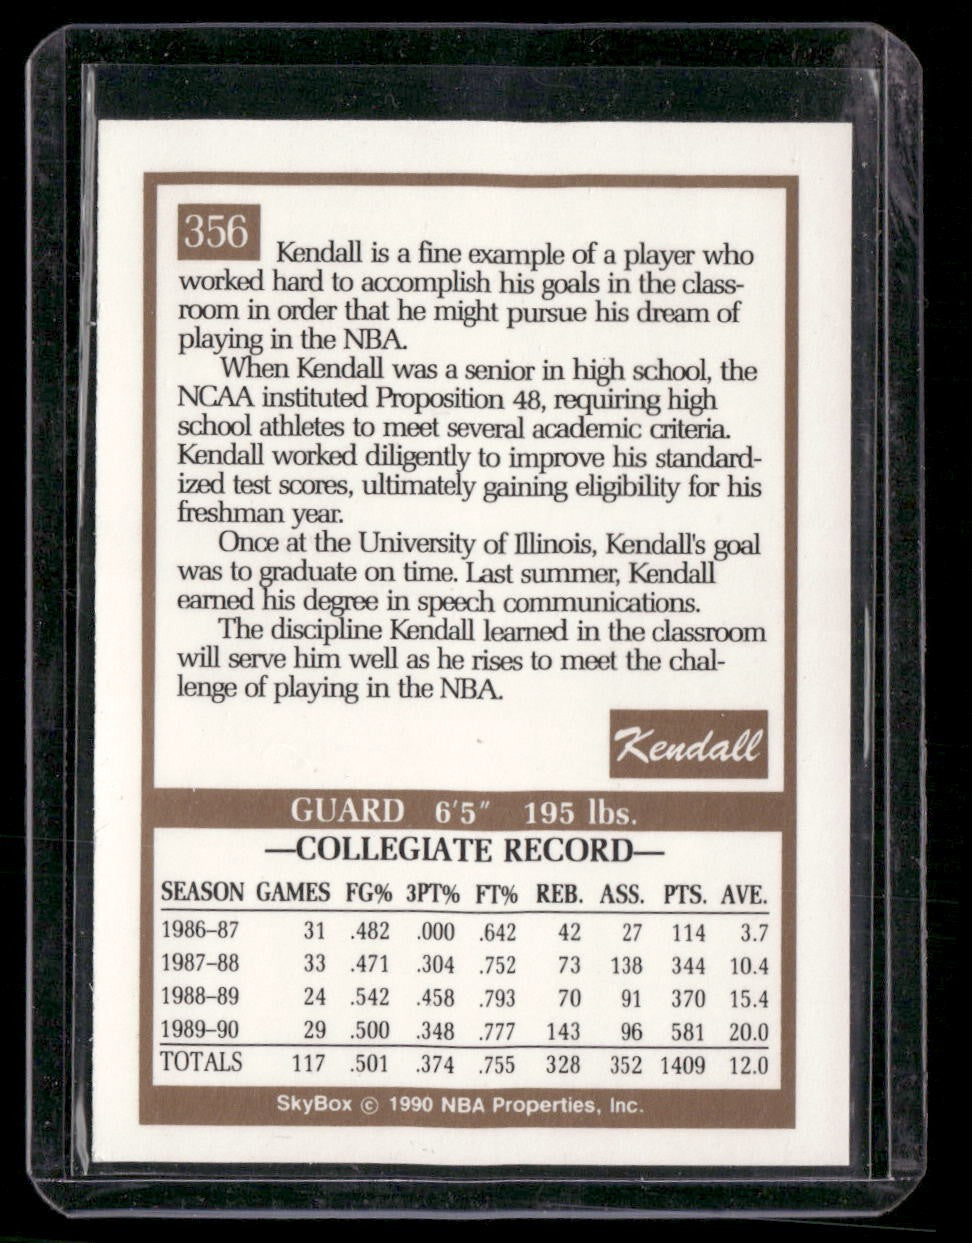 356
Kendall is a fine example of a player who
worked hard to accomplish his goals in the class-
room in order that he might pursue his dream of
playing in the NBA.
When Kendall was a senior in high school, the
NCAA instituted Proposition 48, requiring high
school athletes to meet several academic criteria.
Kendall worked diligently to improve his standard-
ized test scores, ultimately gaining eligibility for his
freshman year.
Once at the University of Illinois, Kendall's goal
was to graduate on time. Last summer, Kendall
earned his degree in speech communications.
The discipline Kendall learned in the classroom
will serve him well as he rises to meet the chal-
lenge of playing in the NBA.
Kendall
GUARD 6'5" 195 lbs.
—COLLEGIATE RECORD—
SEASON GAMES FG% 3PT% FT% REB. ASS. PTS. AVE.
1986–87 31 .482 .000 .642 42 27 114 3.7
1987–88 33 .471 .304 .752 73 138 344 10.4
1988–89 24 .542 .458 .793 70 91 370 15.4
1989–90 29 .500 .348 .777 143 96 581 20.0
TOTALS 117 .501 .374 .755 328 352 1409 12.0
SkyBox © 1990 NBA Properties, Inc.